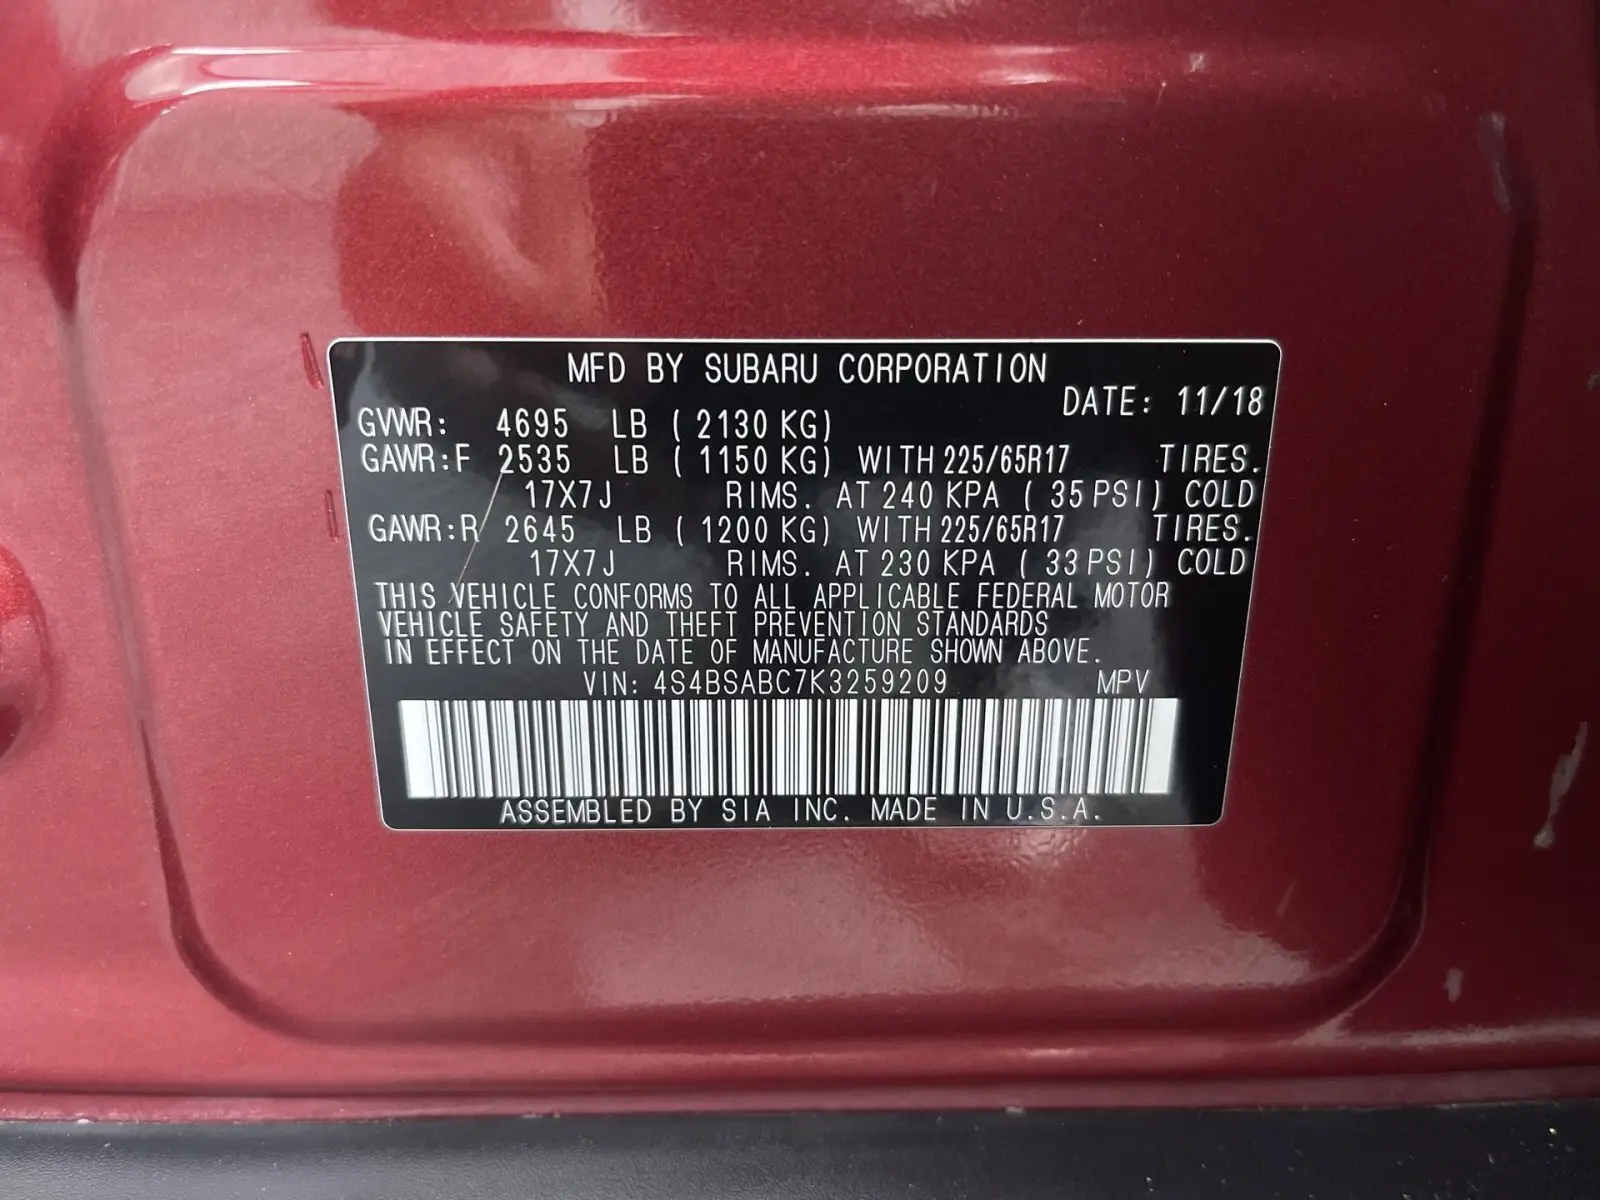 MFD BY SUBARU CORPORATION
DATE: 11/18
GVWR: 4695 LB ( 2130 KG)
GAWR:F 2535 LB ( 1150 KG) WITH 225/65R17 TIRES.
17X7J RIMS. AT 240 KPA ( 35 PSI) COLD
GAWR:R 2645 LB ( 1200 KG) WITH 225/65R17 TIRES.
17X7J RIMS. AT 230 KPA ( 33 PSI) COLD
THIS VEHICLE CONFORMS TO ALL APPLICABLE FEDERAL MOTOR
VEHICLE SAFETY AND THEFT PREVENTION STANDARDS
IN EFFECT ON THE DATE OF MANUFACTURE SHOWN ABOVE.
VIN: 4S4BSABC7K3259209 MPV
ASSEMBLED BY SIA INC. MADE IN U.S.A.